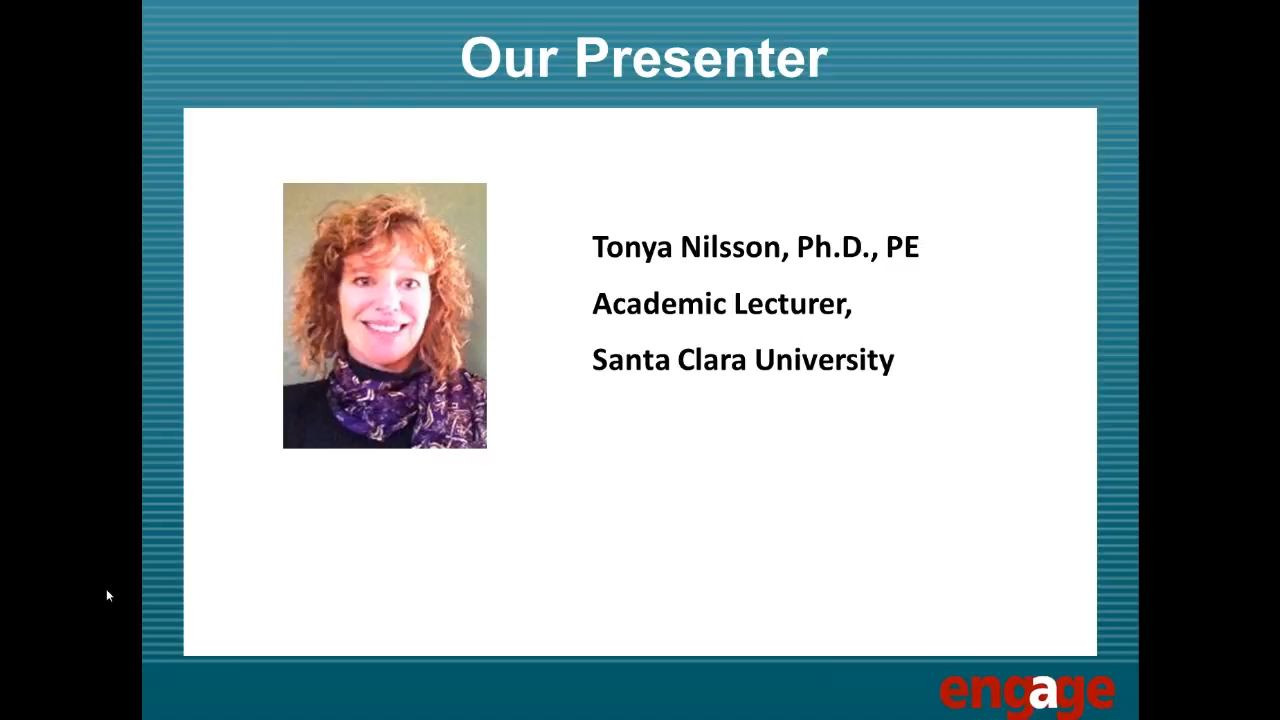 Our Presenter
Tonya Nilsson, Ph.D., PE
Academic Lecturer,
Santa Clara University
engage